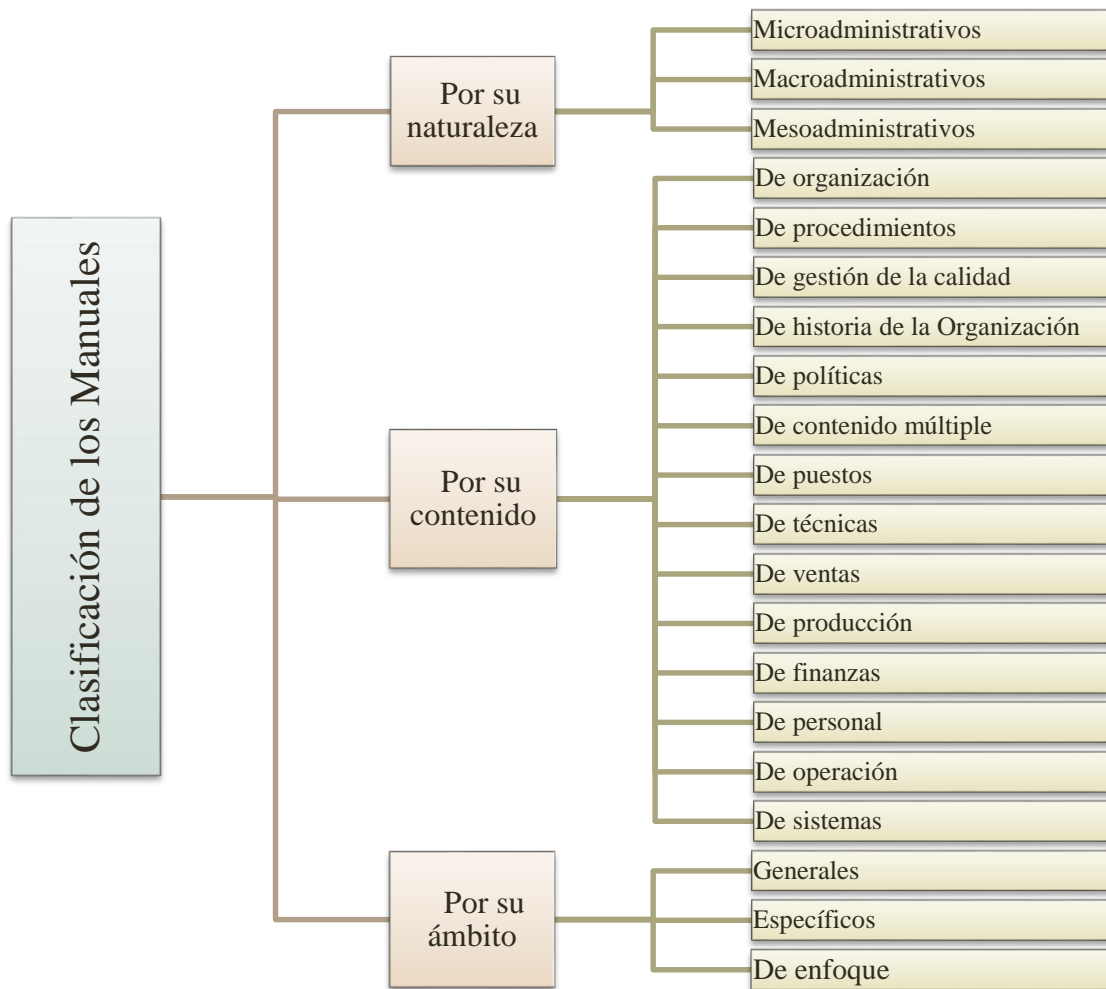 Clasificación de los Manuales
Por su
naturaleza
Microadministrativos
Macroadministrativos
Mesoadministrativos
Por su
contenido
De organización
De procedimientos
De gestión de la calidad
De historia de la Organización
De políticas
De contenido múltiple
De puestos
De técnicas
De ventas
De producción
De finanzas
De personal
De operación
De sistemas
Por su
ámbito
Generales
Específicos
De enfoque